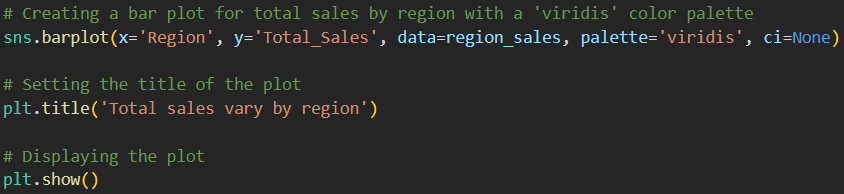 # Creating a bar plot for total sales by region with a 'viridis' color palette
sns.barplot(x='Region', y='Total_Sales', data=region_sales, palette='viridis', ci=None)
# Setting the title of the plot
plt.title('Total sales vary by region')
# Displaying the plot
plt.show()